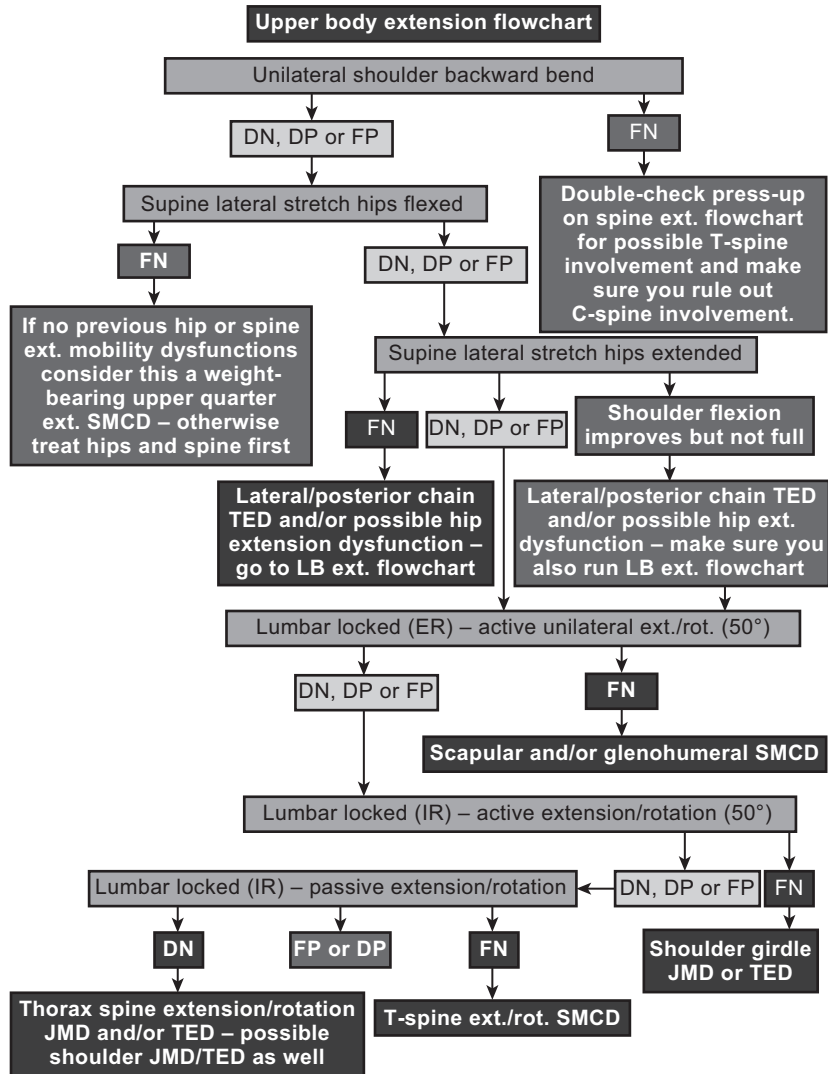 Upper body extension flowchart
Unilateral shoulder backward bend
DN, DP or FP
FN
Supine lateral stretch hips flexed
Double-check press-up
on spine ext. flowchart
for possible T-spine
involvement and make
sure you rule out
C-spine involvement.
FN
DN, DP or FP
If no previous hip or spine
ext. mobility dysfunctions
consider this a weight-
bearing upper quarter
ext. SMCD – otherwise
treat hips and spine first
Supine lateral stretch hips extended
FN
DN, DP or FP
Shoulder flexion
improves but not full
Lateral/posterior chain
TED and/or possible hip
extension dysfunction –
go to LB ext. flowchart
Lateral/posterior chain TED
and/or possible hip ext.
dysfunction – make sure you
also run LB ext. flowchart
Lumbar locked (ER) – active unilateral ext./rot. (50°)
DN, DP or FP
FN
Scapular and/or glenohumeral SMCD
Lumbar locked (IR) – active extension/rotation (50°)
DN, DP or FP
FN
Lumbar locked (IR) – passive extension/rotation
DN
FP or DP
FN
Shoulder girdle
JMD or TED
Thorax spine extension/rotation
JMD and/or TED – possible
shoulder JMD/TED as well
T-spine ext./rot. SMCD